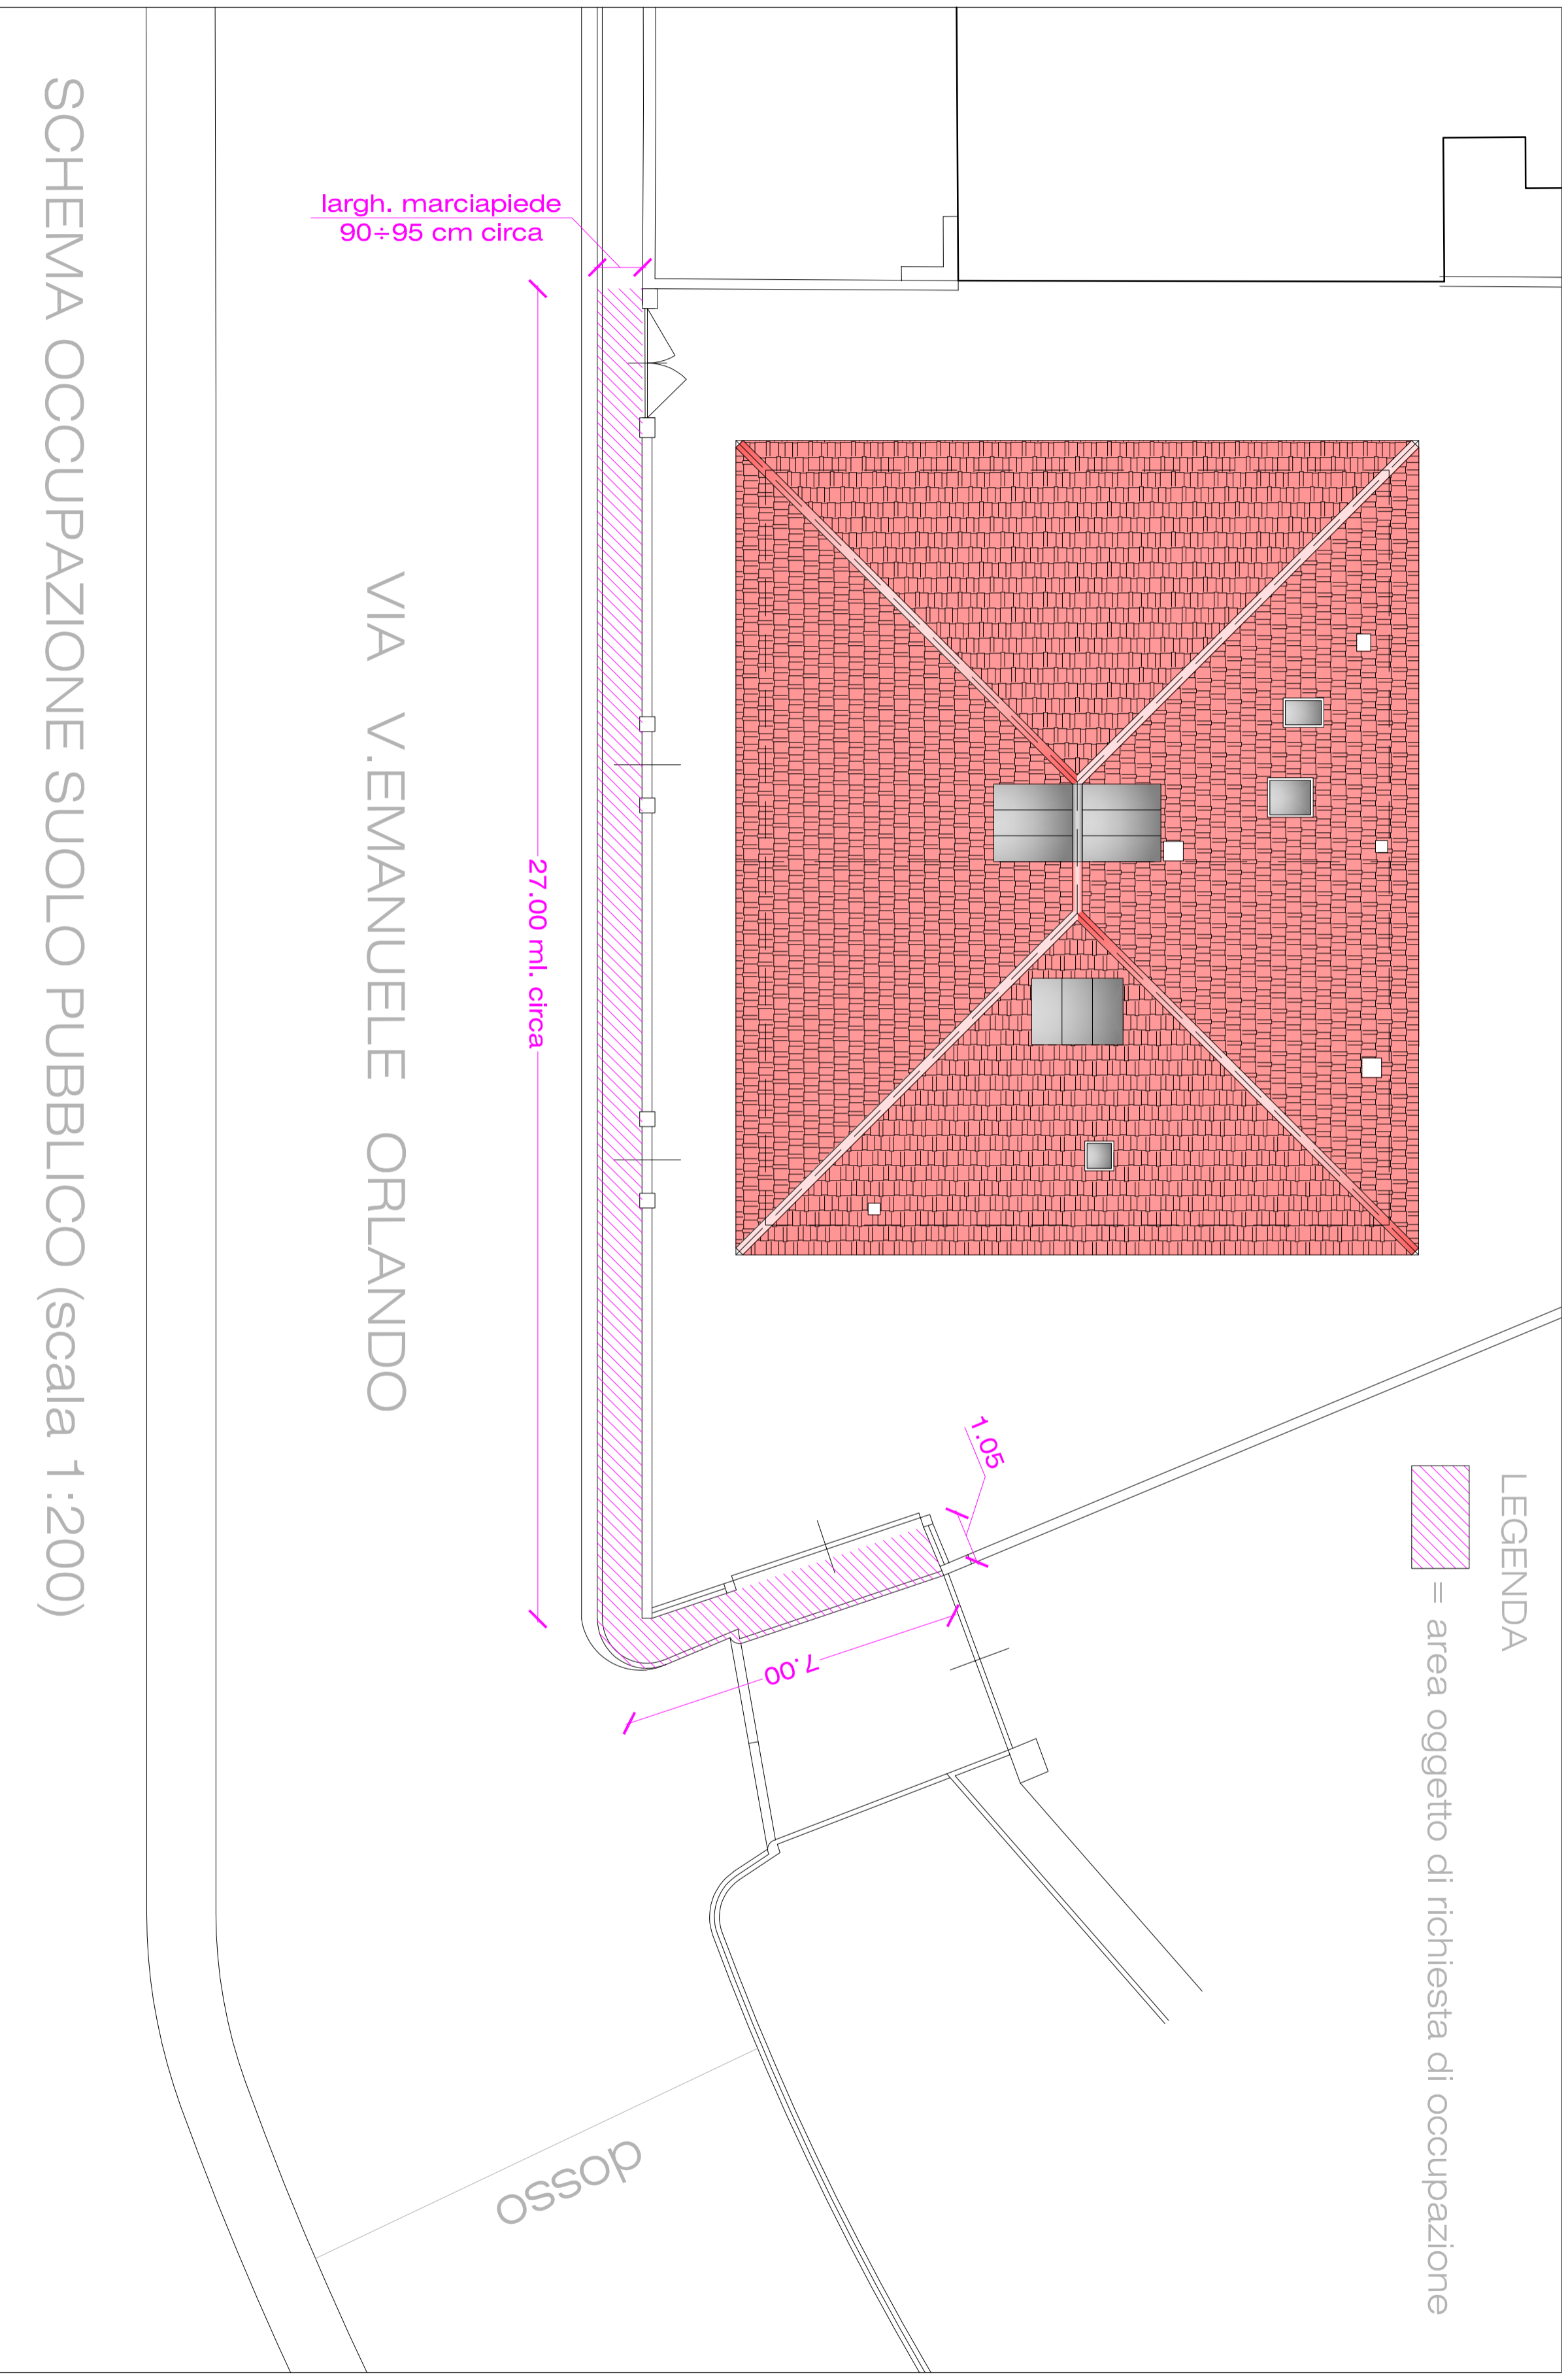 LEGENDA
= area oggetto di richiesta di occupazione
1.05
7.00
27.00 ml. circa
largh. marciapiede
90÷95 cm circa
VIA V.EMANUELE ORLANDO
dosso
SCHEMA OCCUPAZIONE SUOLO PUBBLICO (scala 1:200)